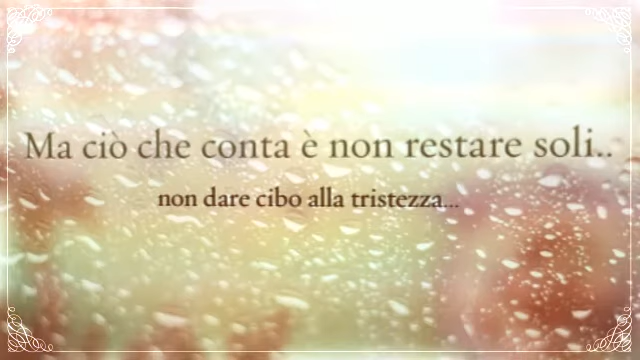 Ma ciò che conta è non restare soli..
non dare cibo alla tristezza...